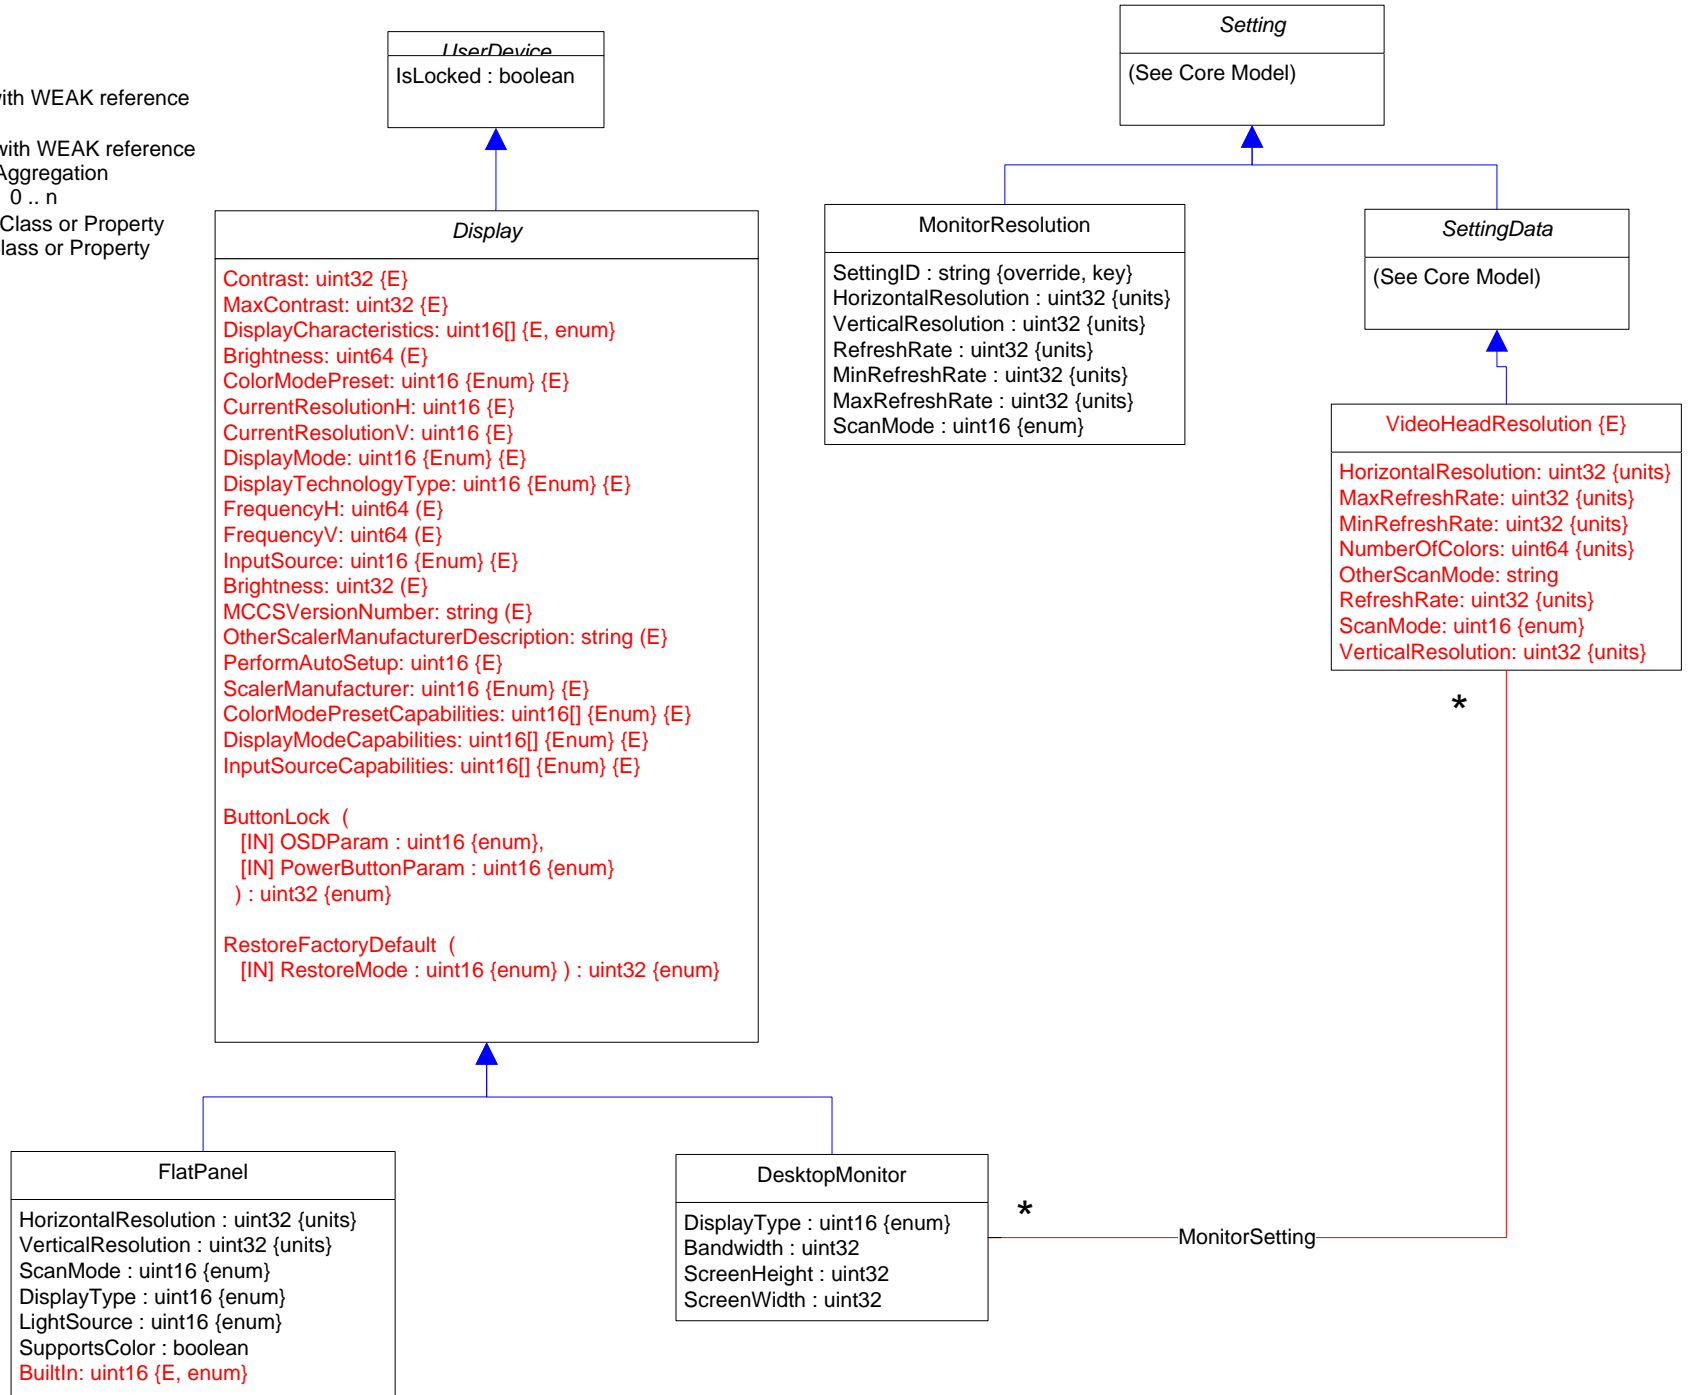 with WEAK reference
with WEAK reference
Aggregation
0 .. n
Class or Property
lass or Property
UserDevice
IsLocked : boolean
Setting
(See Core Model)
Display
Contrast: uint32 {E}
MaxContrast: uint32 {E}
DisplayCharacteristics: uint16[] {E, enum}
Brightness: uint64 (E}
ColorModePreset: uint16 {Enum} {E}
CurrentResolutionH: uint16 {E}
CurrentResolutionV: uint16 {E}
DisplayMode: uint16 {Enum} {E}
DisplayTechnologyType: uint16 {Enum} {E}
FrequencyH: uint64 (E}
FrequencyV: uint64 (E}
InputSource: uint16 {Enum} {E}
Brightness: uint32 (E}
MCCSVersionNumber: string (E}
OtherScalerManufacturerDescription: string (E}
PerformAutoSetup: uint16 {E}
ScalerManufacturer: uint16 {Enum} {E}
ColorModePresetCapabilities: uint16[] {Enum} {E}
DisplayModeCapabilities: uint16[] {Enum} {E}
InputSourceCapabilities: uint16[] {Enum} {E}
ButtonLock (
[IN] OSDParam : uint16 {enum},
[IN] PowerButtonParam : uint16 {enum}
) : uint32 {enum}
RestoreFactoryDefault (
[IN] RestoreMode : uint16 {enum} ) : uint32 {enum}
MonitorResolution
SettingID : string {override, key}
HorizontalResolution : uint32 {units}
VerticalResolution : uint32 {units}
RefreshRate : uint32 {units}
MinRefreshRate : uint32 {units}
MaxRefreshRate : uint32 {units}
ScanMode : uint16 {enum}
SettingData
(See Core Model)
VideoHeadResolution {E}
HorizontalResolution: uint32 {units}
MaxRefreshRate: uint32 {units}
MinRefreshRate: uint32 {units}
NumberOfColors: uint64 {units}
OtherScanMode: string
RefreshRate: uint32 {units}
ScanMode: uint16 {enum}
VerticalResolution: uint32 {units}
*
FlatPanel
HorizontalResolution : uint32 {units}
VerticalResolution : uint32 {units}
ScanMode : uint16 {enum}
DisplayType : uint16 {enum}
LightSource : uint16 {enum}
SupportsColor : boolean
BuiltIn: uint16 {E, enum}
DesktopMonitor
DisplayType : uint16 {enum}
Bandwidth : uint32
ScreenHeight : uint32
ScreenWidth : uint32
*
MonitorSetting